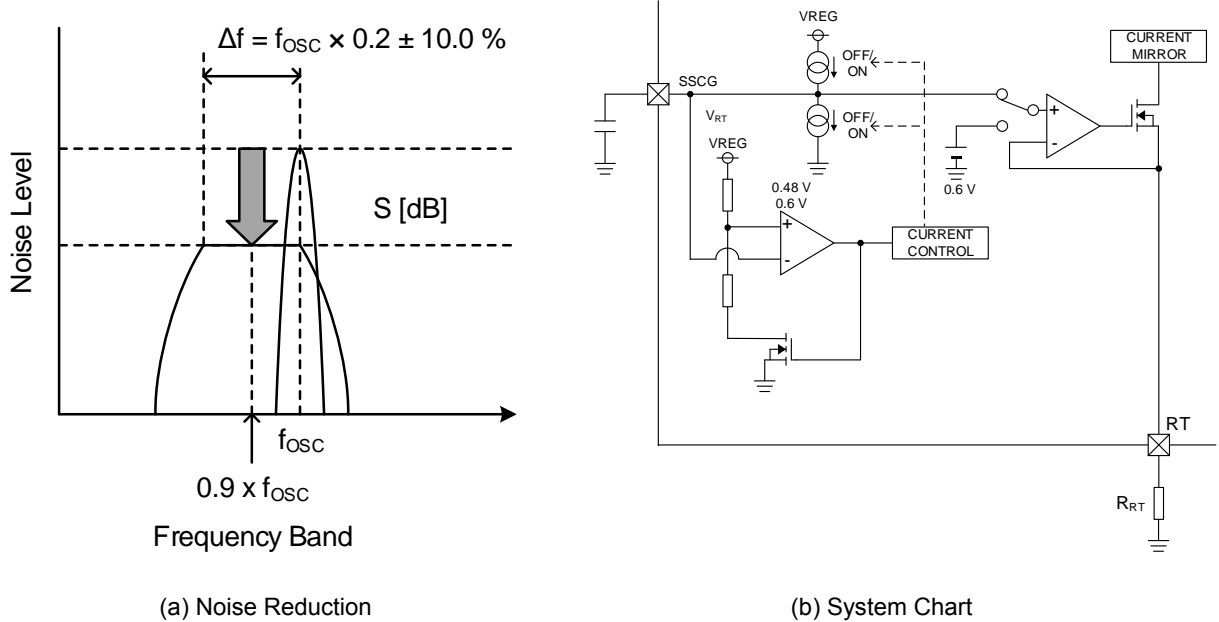 Δf = fOSC × 0.2 ± 10.0 %
Noise Level
S [dB]
fOSC
0.9 x fOSC
Frequency Band
(a) Noise Reduction
VREG
OFF/
ON
CURRENT
MIRROR
SSCG
VRT
OFF/
ON
+
-
VREG
0.6 V
0.48 V
0.6 V
+
-
CURRENT
CONTROL
RT
RRT
(b) System Chart